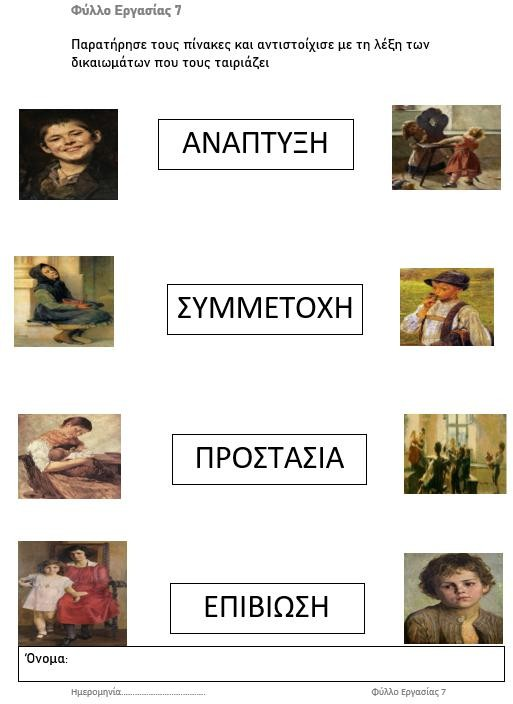 Φύλλο Εργασίας 7
Παρατήρησε τους πίνακες και αντιστοίχισε με τη λέξη των
δικαιωμάτων που τους ταιριάζει
ΑΝΑΠΤΥΞΗ
ΣΥΜΜΕΤΟΧΗ
ΠΡΟΣΤΑΣΙΑ
ΕΠΙΒΙΩΣΗ
Όνομα:
Ημερομηνία....................................
Φύλλο Εργασίας 7